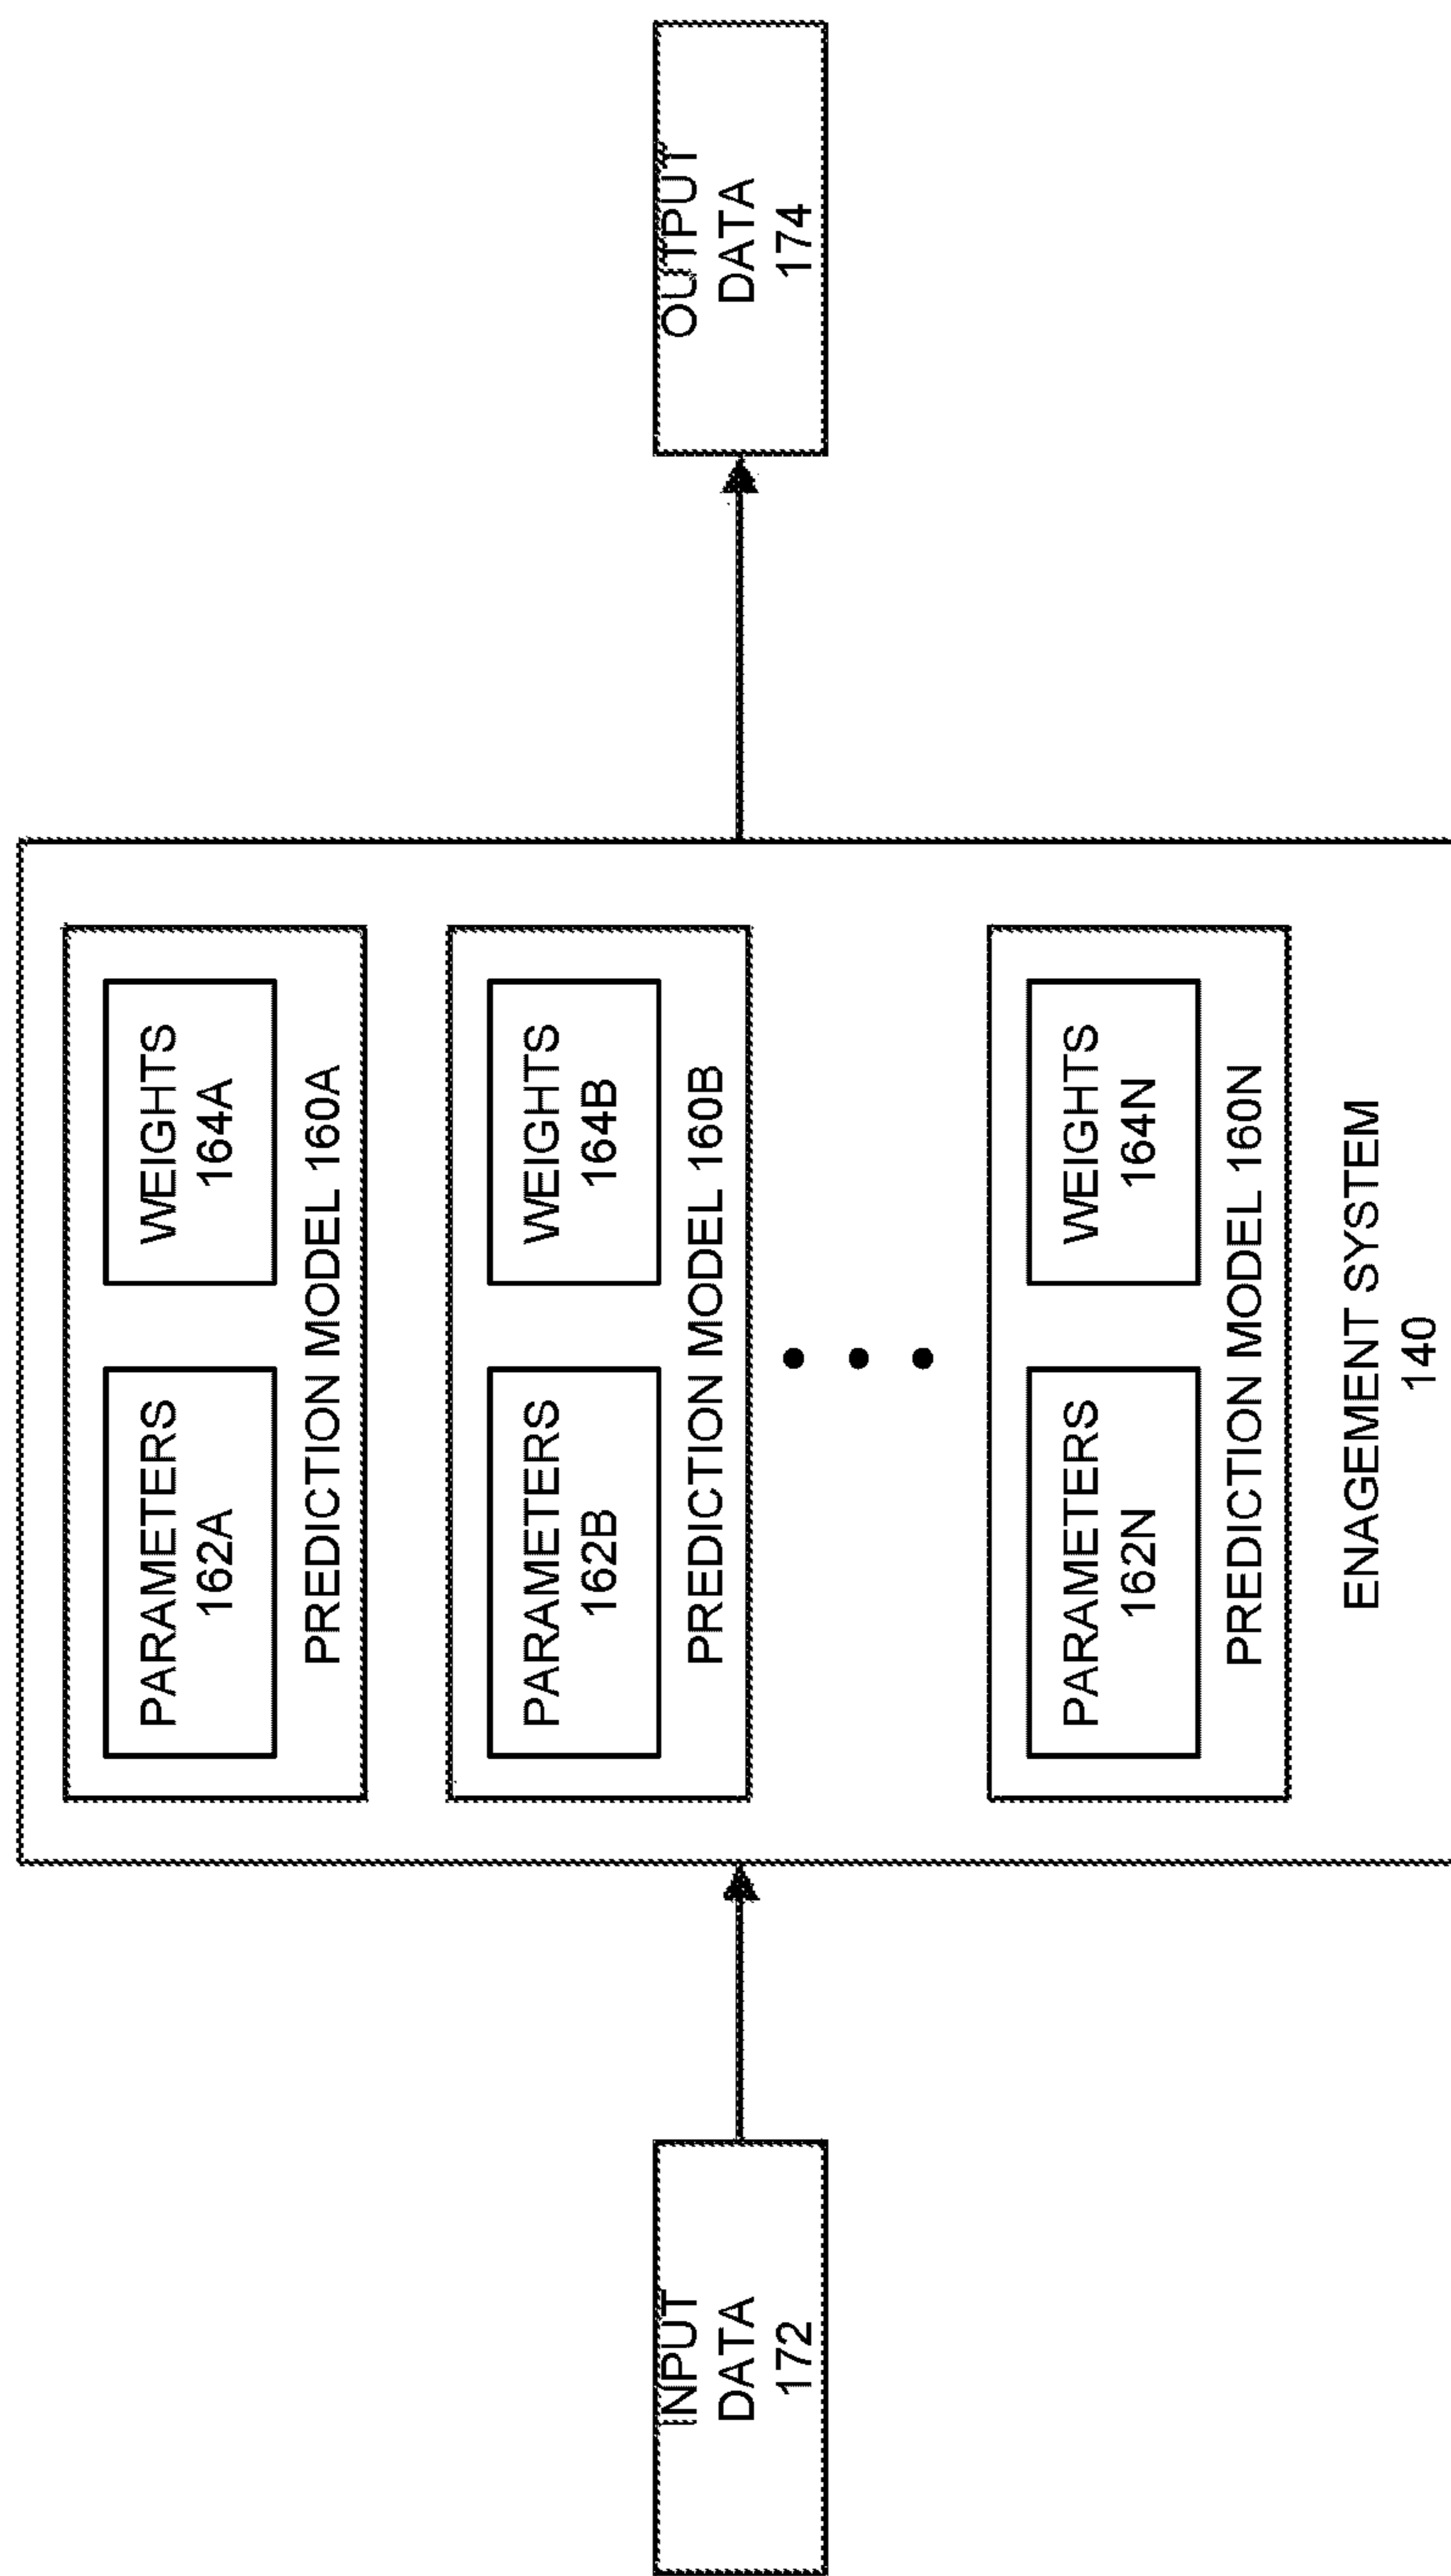 INPUT
DATA
172
PARAMETERS
162A
WEIGHTS
164A
PREDICTION MODEL 160A
PARAMETERS
162B
WEIGHTS
164B
PREDICTION MODEL 160B
PARAMETERS
162N
WEIGHTS
164N
PREDICTION MODEL 160N
ENAGEMENT SYSTEM
140
OUTPUT
DATA
174